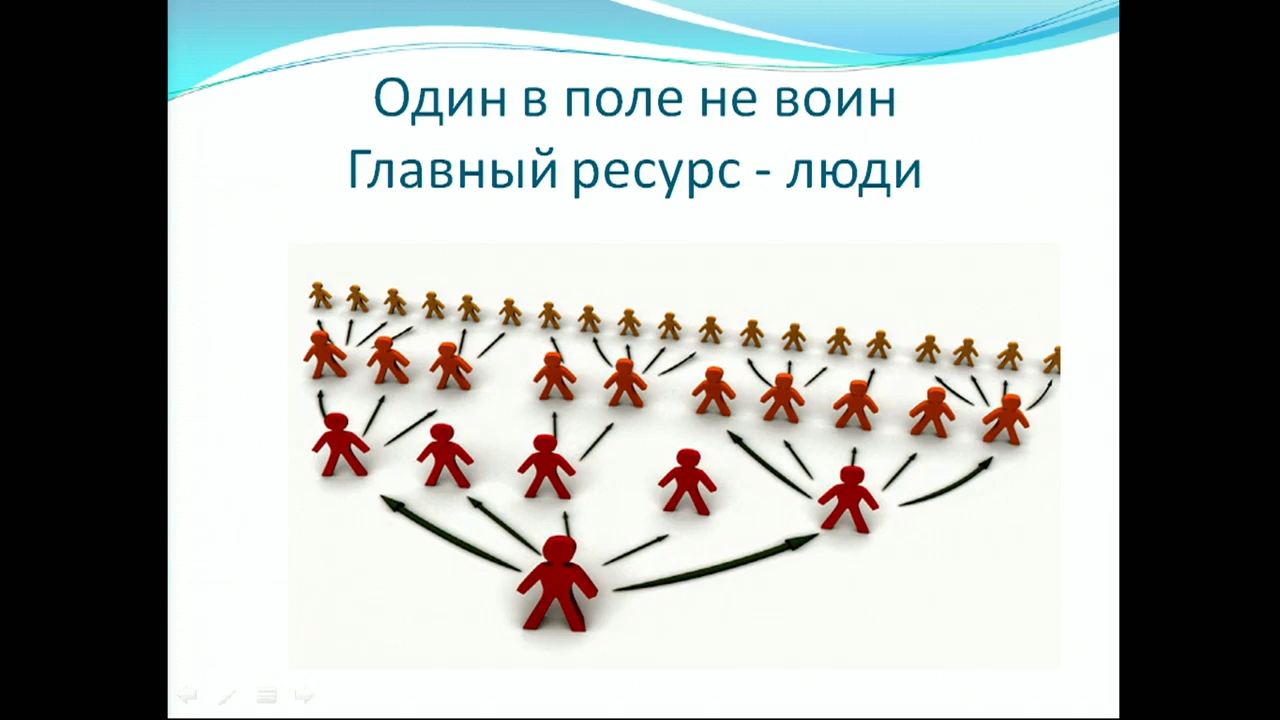 Один в поле не воин
Главный ресурс - люди